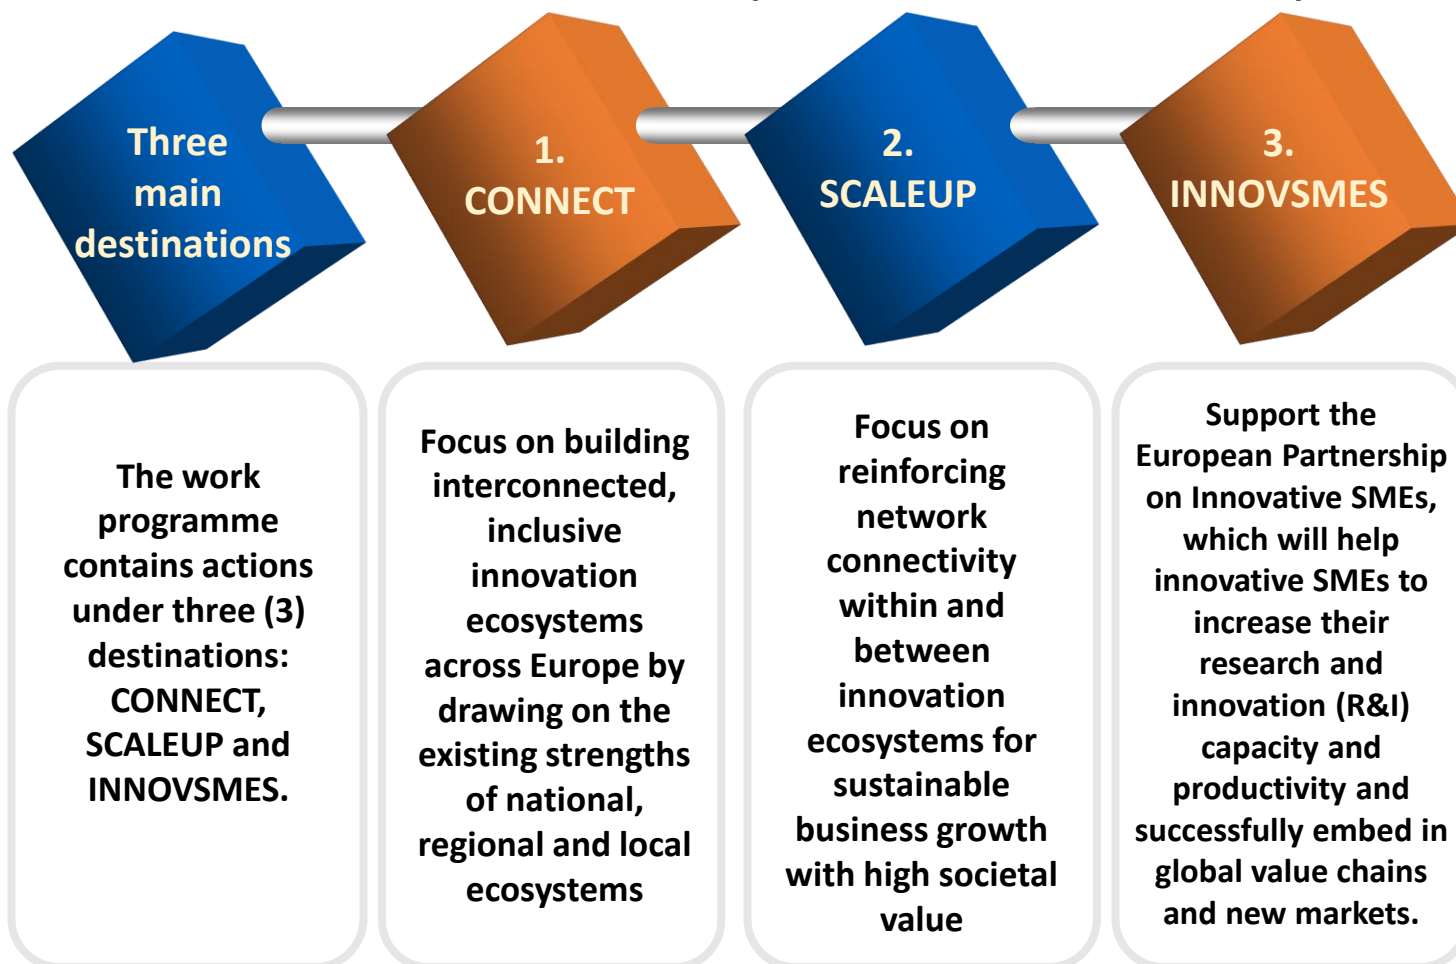 Three
main
destinations
1.
CONNECT
2.
SCALEUP
3.
INNOVSMES
The work
programme
contains actions
under three (3)
destinations:
CONNECT,
SCALEUP and
INNOVSMES.
Focus on building
interconnected,
inclusive
innovation
ecosystems
across Europe by
drawing on the
existing strengths
of national,
regional and local
ecosystems
Focus on
reinforcing
network
connectivity
within and
between
innovation
ecosystems for
sustainable
business growth
with high societal
value
Support the
European Partnership
on Innovative SMEs,
which will help
innovative SMEs to
increase their
research and
innovation (R&I)
capacity and
productivity and
successfully embed in
global value chains
and new markets.